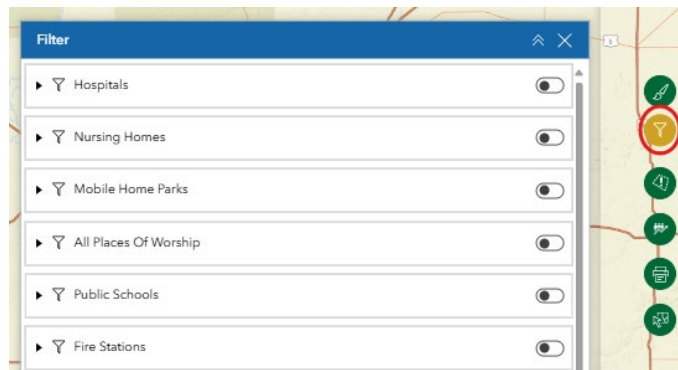 Filter
Hospitals
Nursing Homes
Mobile Home Parks
All Places Of Worship
Public Schools
Fire Stations